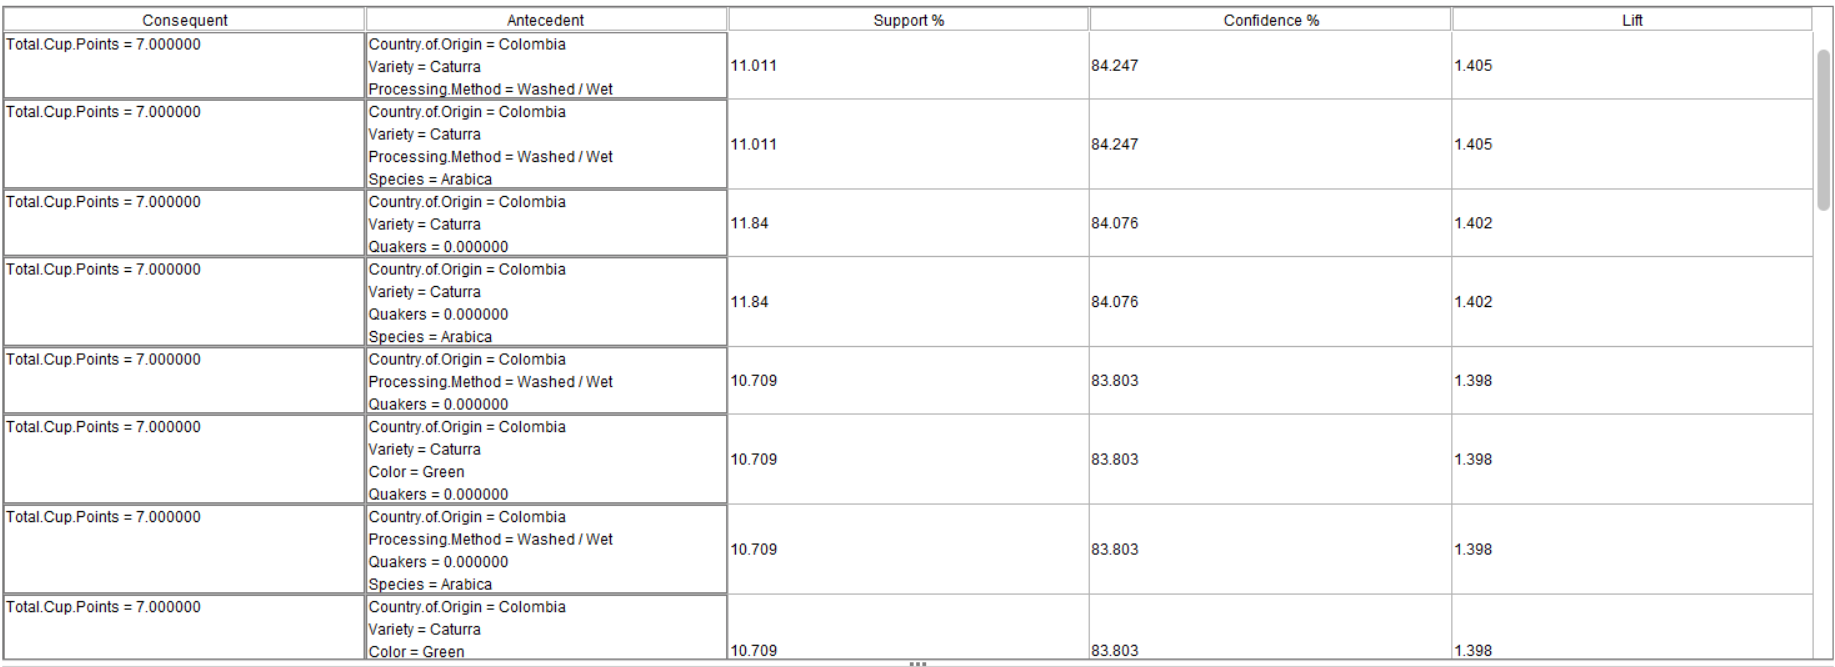 Consequent Antecedent Support % Confidence % Lift
Total.Cup.Points = 7.000000 Country.of.Origin = Colombia
Variety = Caturra
11.011 84.247 1.405
Processing.Method = Washed / Wet
Total.Cup.Points = 7.000000 Country.of.Origin = Colombia
Variety = Caturra
11.011 84.247 1.405
Processing.Method = Washed / Wet
Species = Arabica
Total.Cup.Points = 7.000000 Country.of.Origin = Colombia
Variety = Caturra
11.84 84.076 1.402
Quakers = 0.000000
Total.Cup.Points = 7.000000 Country.of.Origin = Colombia
Variety = Caturra
11.84 84.076 1.402
Quakers = 0.000000
Species = Arabica
Total.Cup.Points = 7.000000 Country.of.Origin = Colombia
Processing.Method = Washed / Wet
10.709 83.803 1.398
Quakers = 0.000000
Total.Cup.Points = 7.000000 Country.of.Origin = Colombia
Variety = Caturra
10.709 83.803 1.398
Color = Green
Quakers = 0.000000
Total.Cup.Points = 7.000000 Country.of.Origin = Colombia
Processing.Method = Washed / Wet
10.709 83.803 1.398
Quakers = 0.000000
Species = Arabica
Total.Cup.Points = 7.000000 Country.of.Origin = Colombia
Variety = Caturra
Color = Green 10.709 83.803 1.398